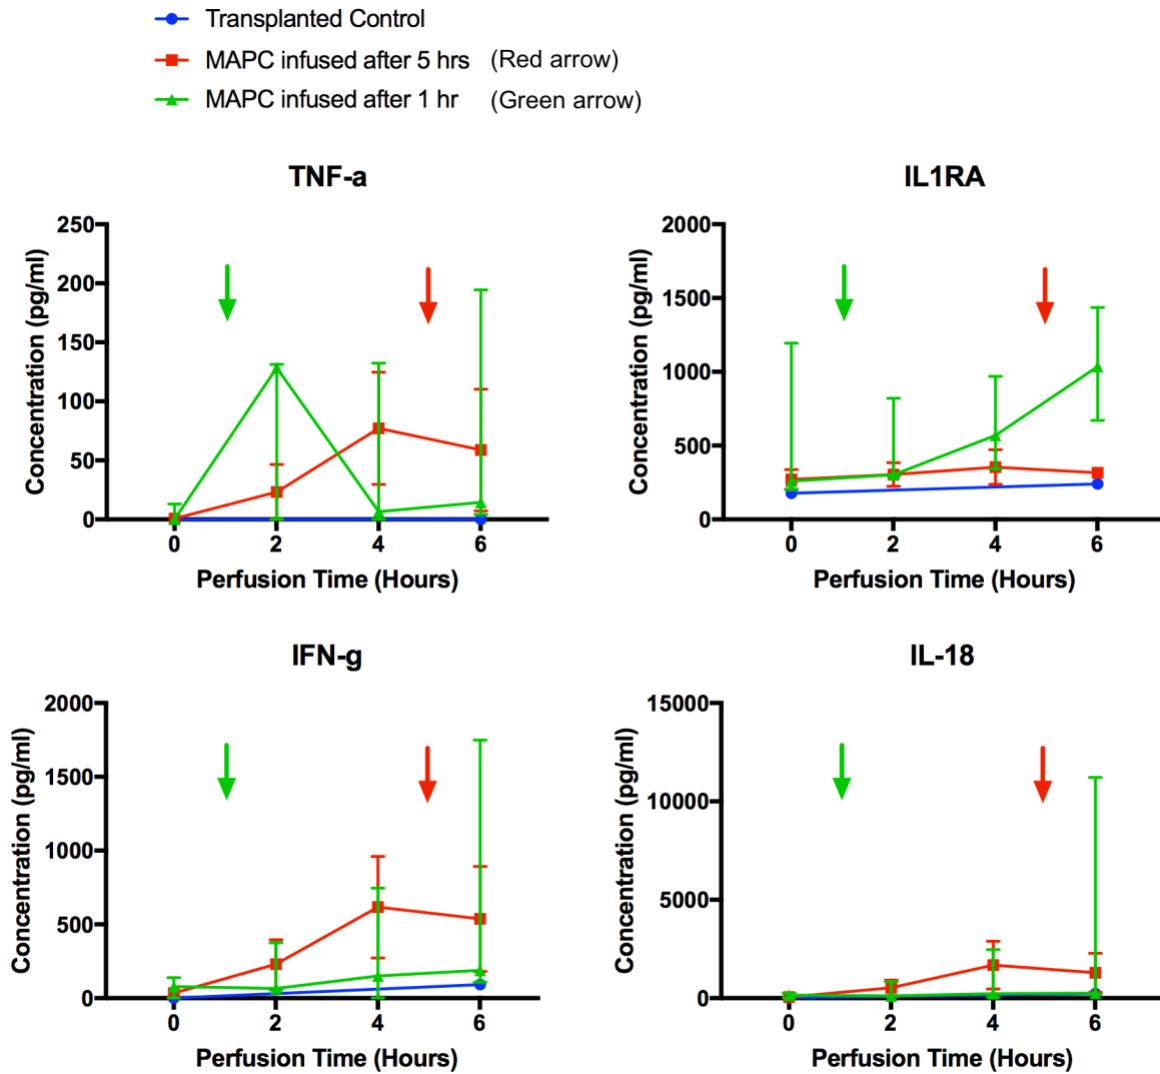 Transplanted Control
MAPC infused after 5 hrs (Red arrow)
MAPC infused after 1 hr (Green arrow)
TNF-a
Concentration (pg/ml)
250
200
150
100
50
0
0 2 4 6
Perfusion Time (Hours)
IL1RA
Concentration (pg/ml)
2000
1500
1000
500
0
0 2 4 6
Perfusion Time (Hours)
IFN-g
Concentration (pg/ml)
2000
1500
1000
500
0
0 2 4 6
Perfusion Time (Hours)
IL-18
Concentration (pg/ml)
15000
10000
5000
0
0 2 4 6
Perfusion Time (Hours)